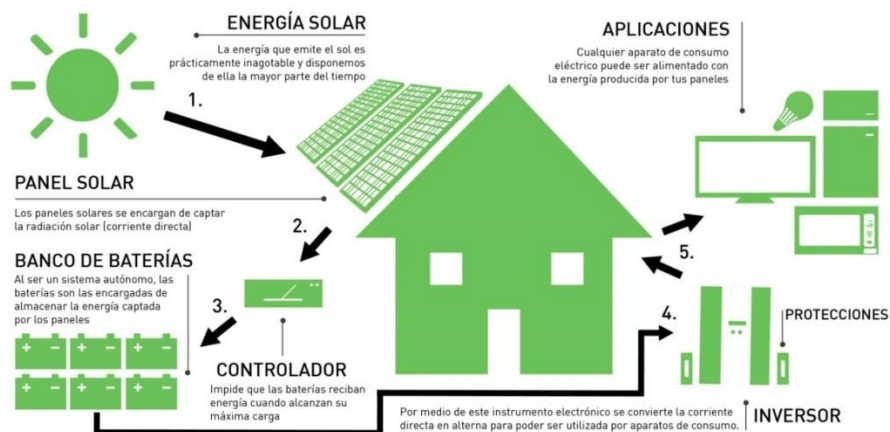 ENERGÍA SOLAR
La energía que emite el sol es
prácticamente inagotable y disponemos
de ella la mayor parte del tiempo
1.
PANEL SOLAR
Los paneles solares se encargan de captar
la radiación solar (corriente directa)
2.
BANCO DE BATERÍAS
Al ser un sistema autónomo, las
baterías son las encargadas de
almacenar la energía captada
por los paneles
3.
CONTROLADOR
Impide que las baterías reciban
energía cuando alcanzan su
máxima carga
4.
PROTECCIONES
INVERSOR
Por medio de este instrumento electrónico se convierte la corriente
directa en alterna para poder ser utilizada por aparatos de consumo.
5.
APLICACIONES
Cualquier aparato de consumo
eléctrico puede ser alimentado con
la energía producida por tus paneles